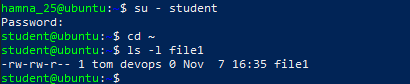 hamna_25@ubuntu:~$ su - student
Password:
student@ubuntu:~$ cd ~
student@ubuntu:~$ ls -l file1
-rw-rw-r-- 1 tom devops 0 Nov  7 16:35 file1
student@ubuntu:~$